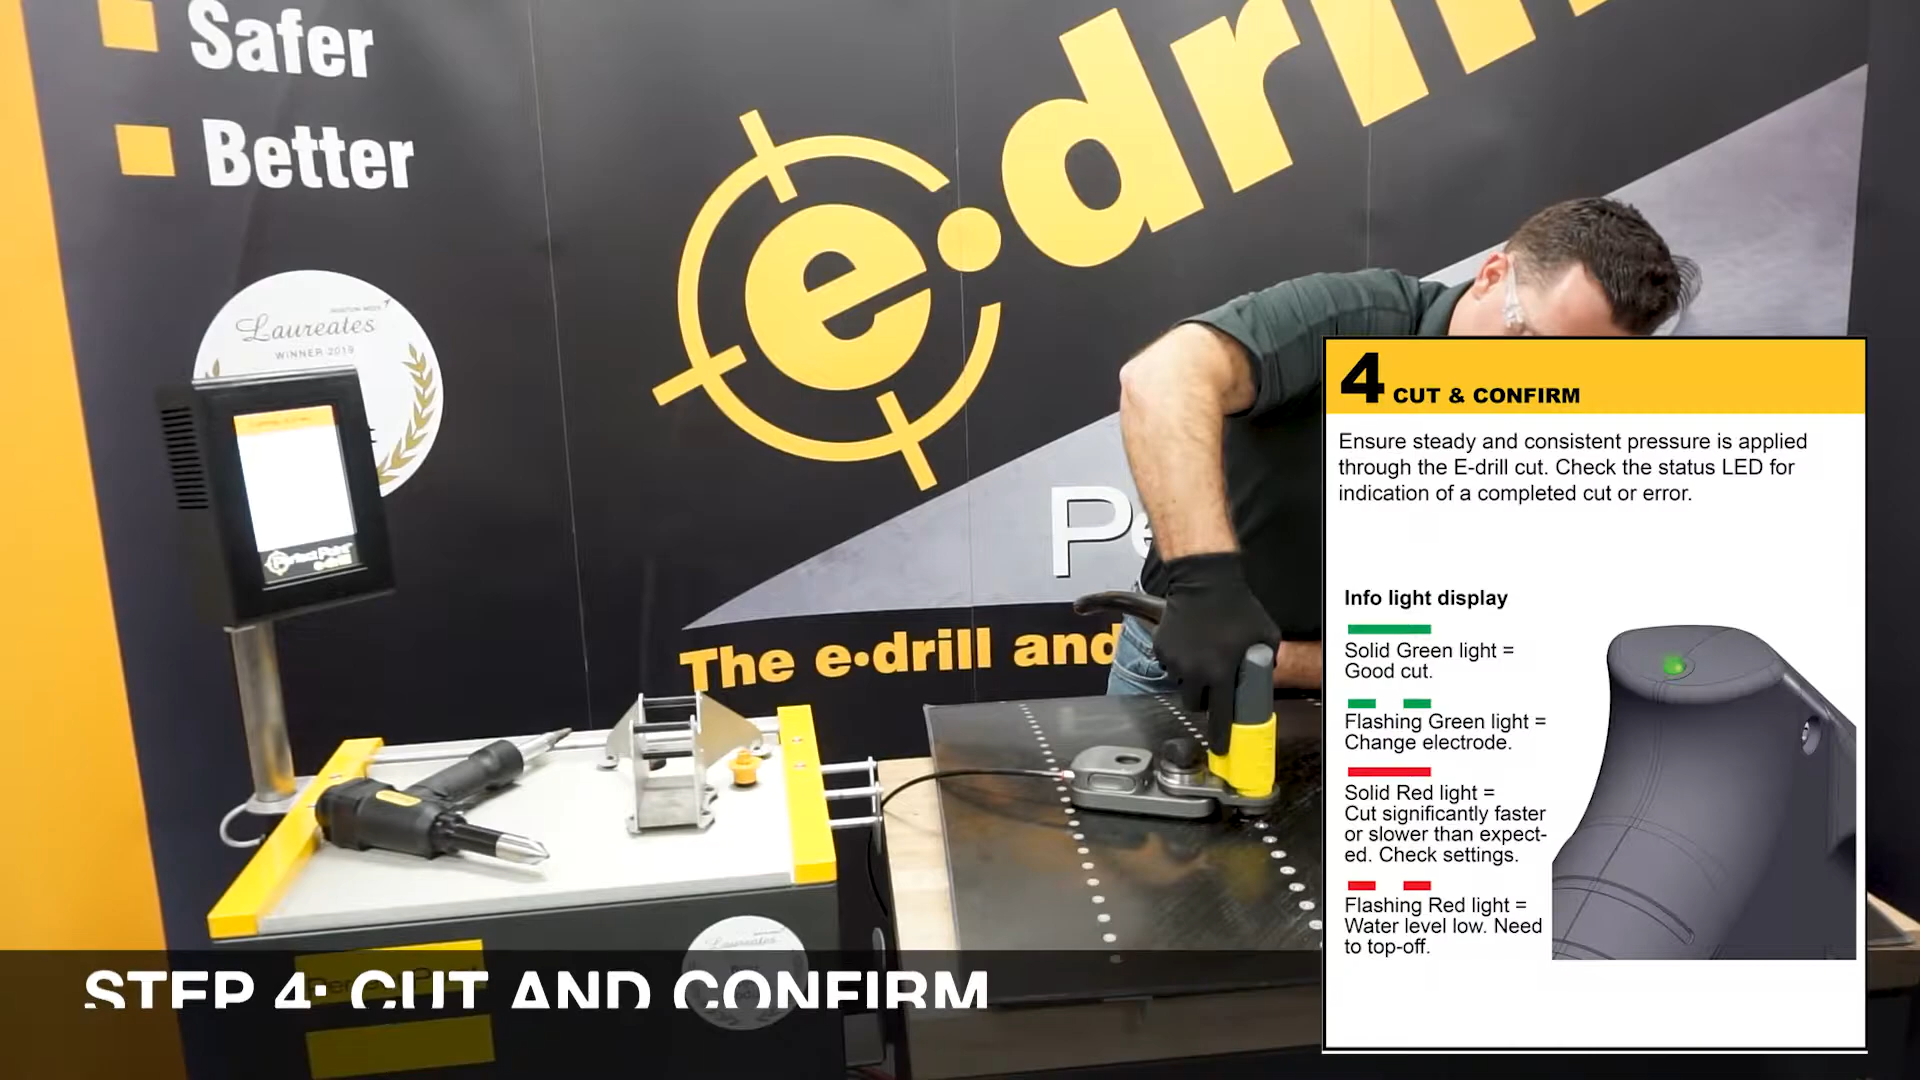 Safer
Better
e·drill
Laureates
WINNER 2019
Perfect Point
e·drill
Pe
The e·drill and
4 CUT & CONFIRM
Ensure steady and consistent pressure is applied
through the E-drill cut. Check the status LED for
indication of a completed cut or error.
Info light display
Solid Green light =
Good cut.
Flashing Green light =
Change electrode.
Solid Red light =
Cut significantly faster
or slower than expect-
ed. Check settings.
Flashing Red light =
Water level low. Need
to top-off.
Laureates
STEP 4: CUT AND CONFIRM